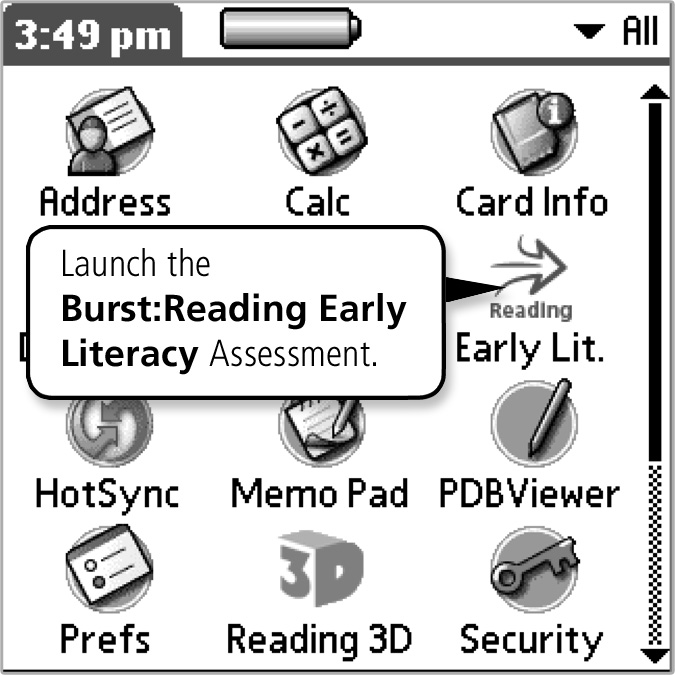 3:49 pm
All
Address
Calc
Card Info
Launch the
Burst:Reading Early
Literacy Assessment.
Reading
Early Lit.
HotSync
Memo Pad
PDBViewer
Prefs
3D
Reading 3D
Security